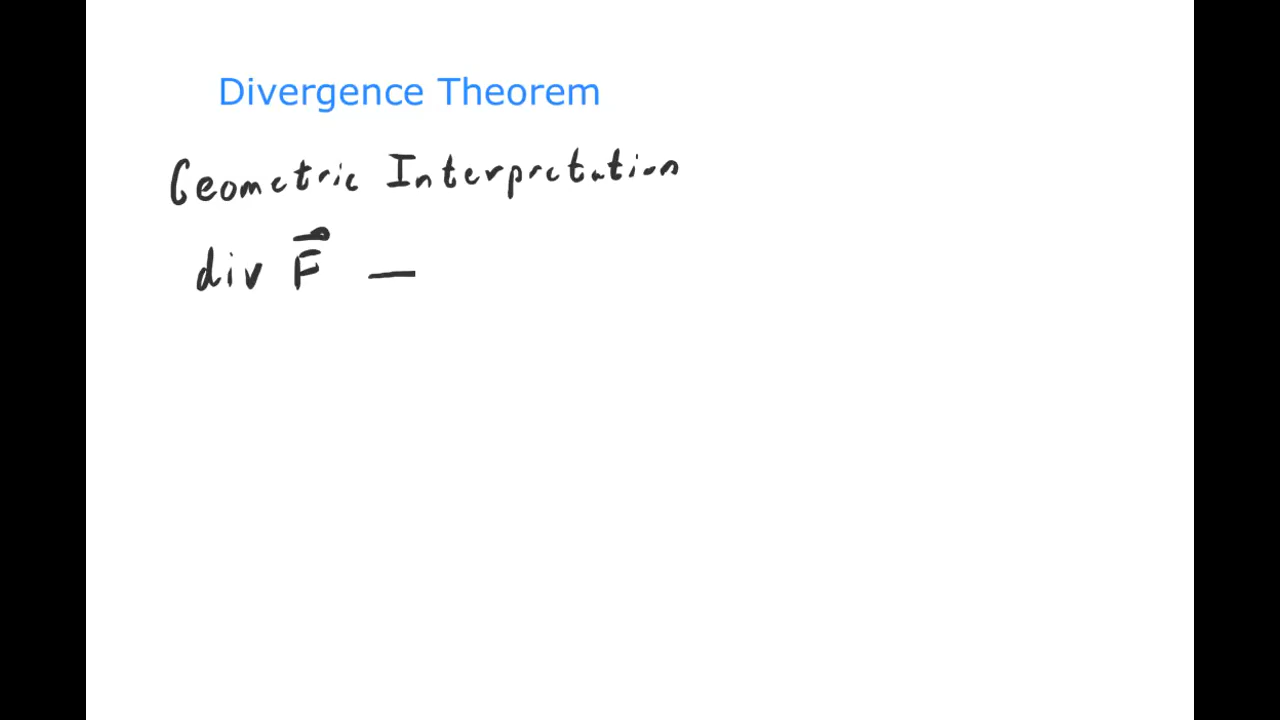 Divergence Theorem
Geometric Interpretation
div F⃗ —